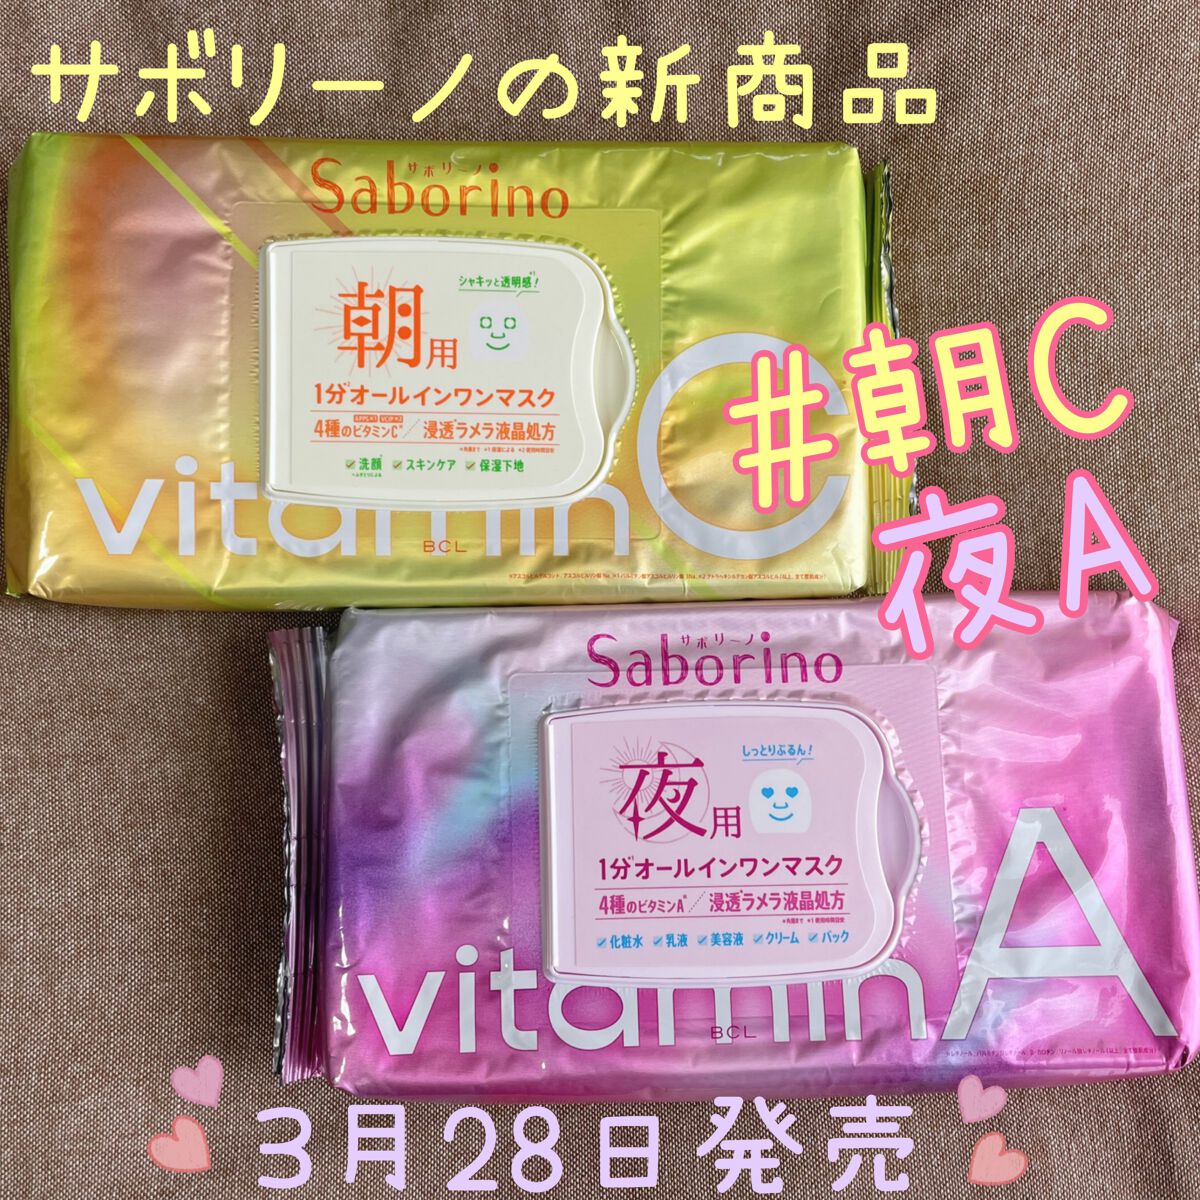 サボリーノの新商品
サボリーノ
Saborino
シャキッと透明感!
朝用
1分オールインワンマスク
4種のビタミンC
浸透ラメラ液晶処方
洗顔 スキンケア 保湿下地
vitamin C
BCL
#朝C
夜A
サボリーノ
Saborino
しっとりぷるん!
夜用
1分オールインワンマスク
4種のビタミンA
浸透ラメラ液晶処方
化粧水 乳液 美容液 クリーム パック
vitamin A
BCL
3月28日発売